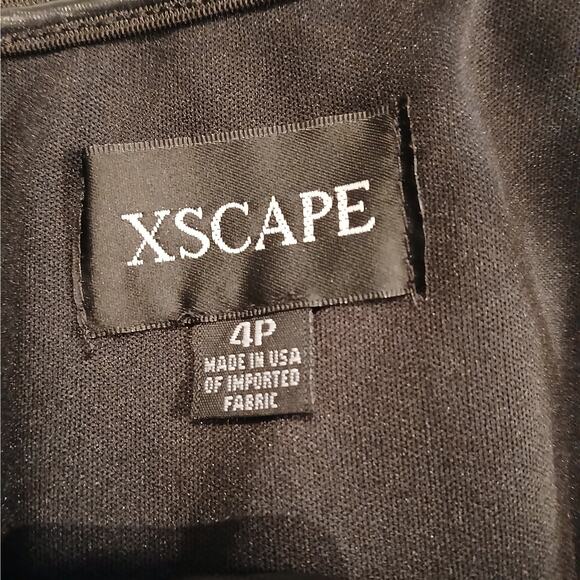 XSCAPE
4P
MADE IN USA
OF IMPORTED
FABRIC